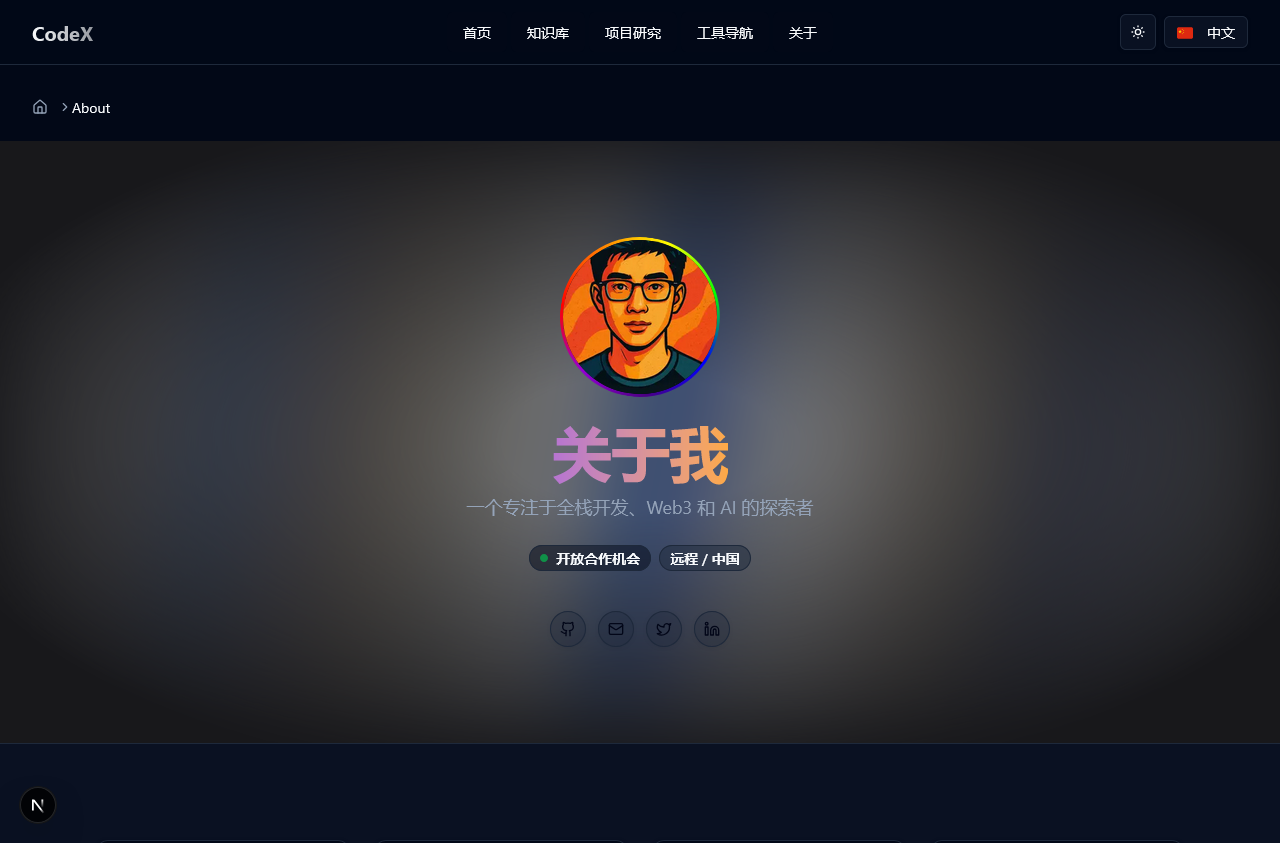 CodeX
首页 知识库 项目研究 工具导航 关于
中文
About
关于我
一个专注于全栈开发、Web3 和 AI 的探索者
开放合作机会 远程 / 中国
N